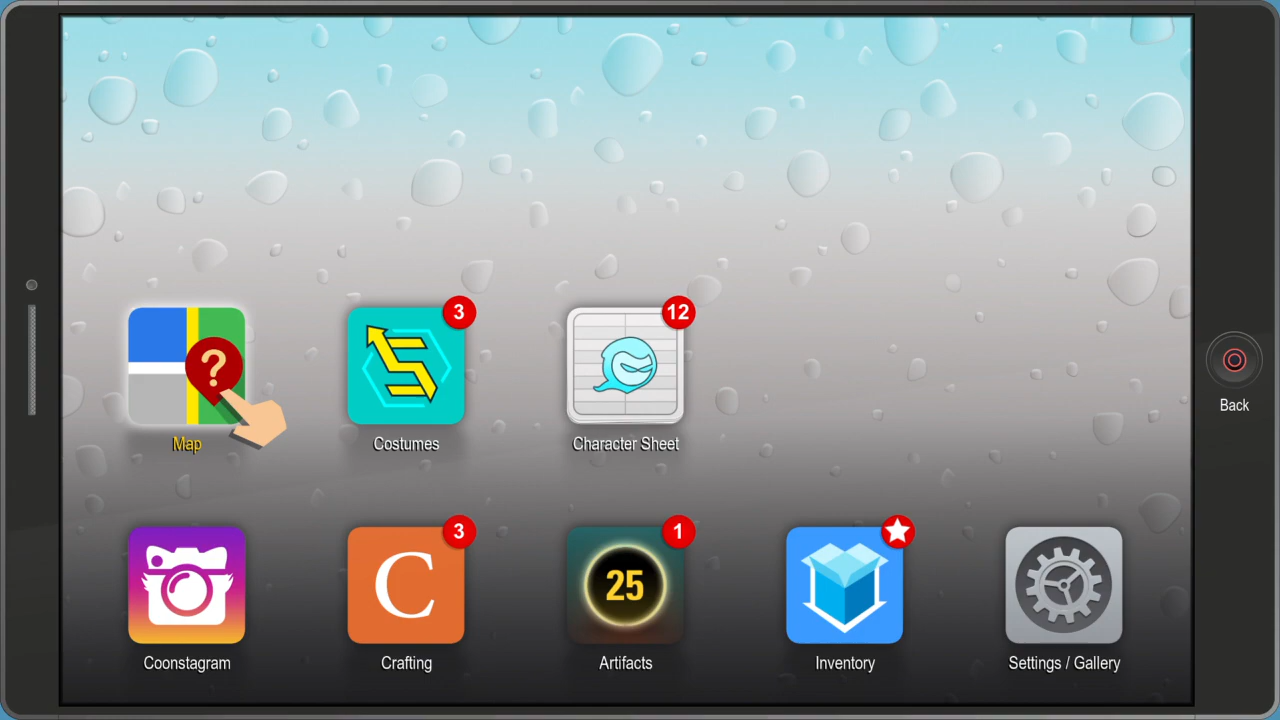 ?
3
12
Map
Costumes
Character Sheet
Back
3
1
C
25
Coonstagram
Crafting
Artifacts
Inventory
Settings / Gallery